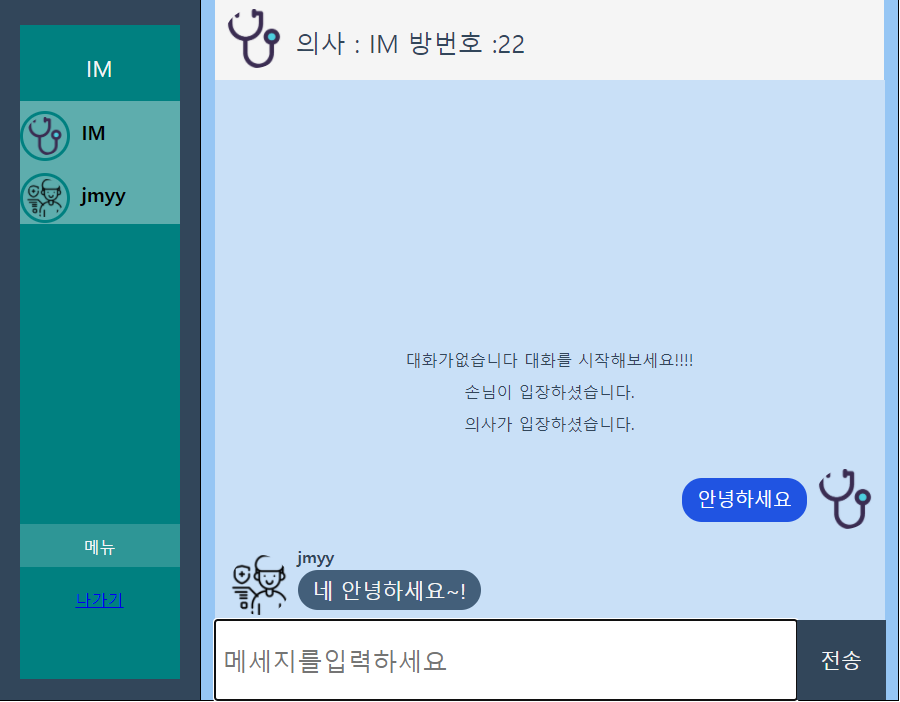 IM
IM
jmyy
메뉴
나가기
의사 : IM 방번호 :22
대화가없습니다 대화를 시작해보세요!!!!
손님이 입장하셨습니다.
의사가 입장하셨습니다.
안녕하세요
jmyy
네 안녕하세요~!
메세지를입력하세요
전송